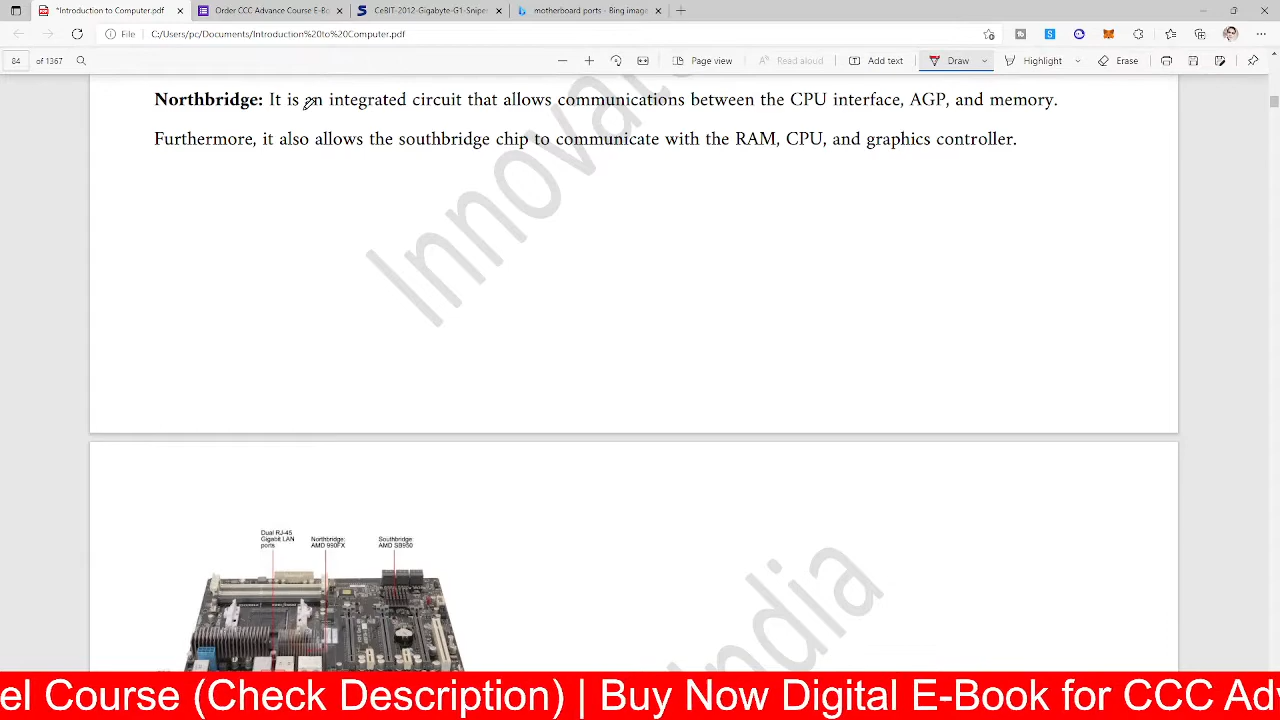 *Introduction to Computer.pdf
Order CCC Advance Course E-Bo
CeBIT-2012-Gigabyte-G1-Sniper
motherboard ports - Bing image
File
C:/Users/pc/Documents/Introduction%20to%20Computer.pdf
84 of 1367
Page view
Read aloud
Add text
Draw
Highlight
Erase
Northbridge: It is an integrated circuit that allows communications between the CPU interface, AGP, and memory.
Furthermore, it also allows the southbridge chip to communicate with the RAM, CPU, and graphics controller.
Innovat
Dual RJ-45
Gigabit LAN
ports
Northbridge:
AMD 990FX
Southbridge
AMD SB950
India
el Course (Check Description) | Buy Now Digital E-Book for CCC Ad